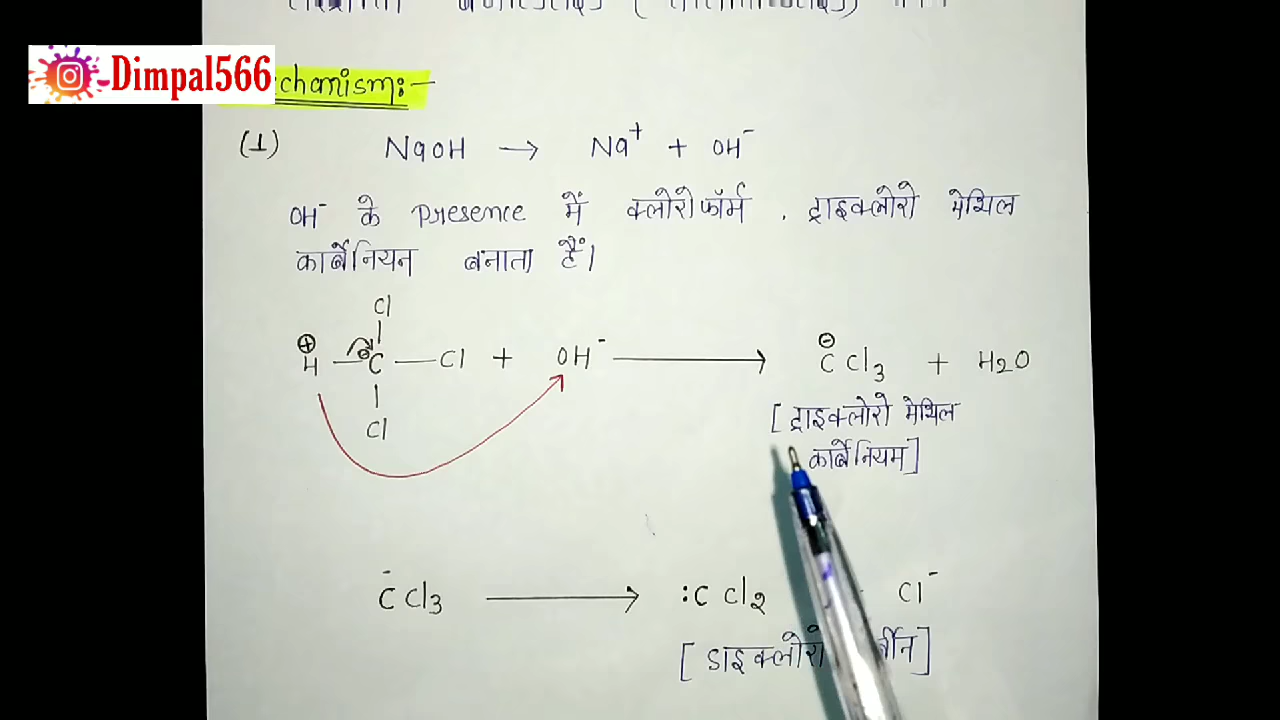 Dimpal566
chanism:-
(1) NaOH → Na⁺ + OH⁻
OH⁻ के presence में क्लोरोफॉर्म , ट्राइक्लोरो मेथिल
कार्बेनियन बनाता हैं।
Cl
⊕ ⊖
H — C — Cl + OH⁻ → C Cl₃ + H₂O
Cl
[ ट्राइक्लोरो मेथिल
कार्बेनियम ]
⁻
C Cl₃ → :C Cl₂ Cl⁻
[ डाइक्लोरो र्बीन ]